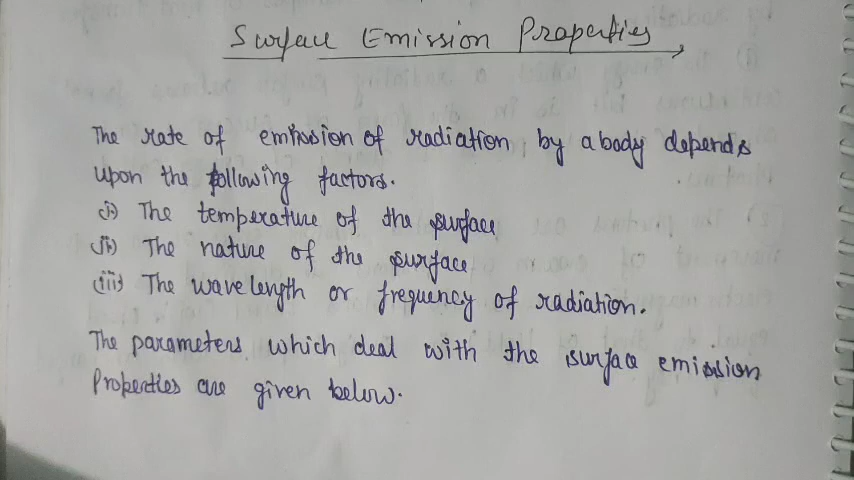 Surface Emission Properties
The rate of emission of radiation by a body depends
upon the following factors.
(i) The temperature of the surface
(ii) The nature of the surface
(iii) The wave length or frequency of radiation.
The parameters which deal with the surface emission
Properties are given below.